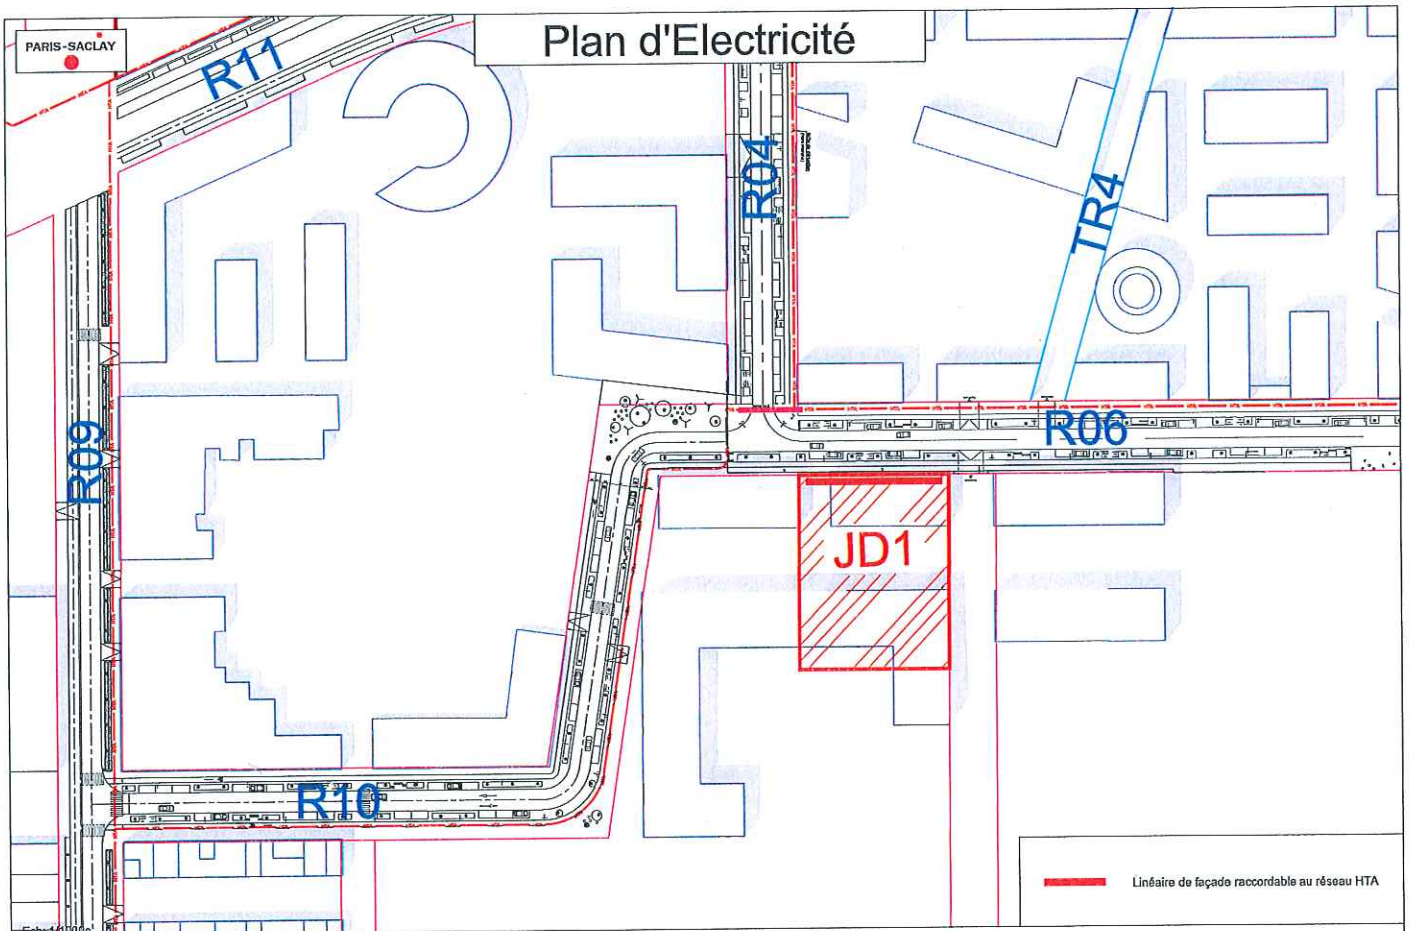 Plan d'Electricité
PARIS-SACLAY
R11
R04
TR4
R09
R06
JD1
R10
Linéaire de façade raccordable au réseau HTA